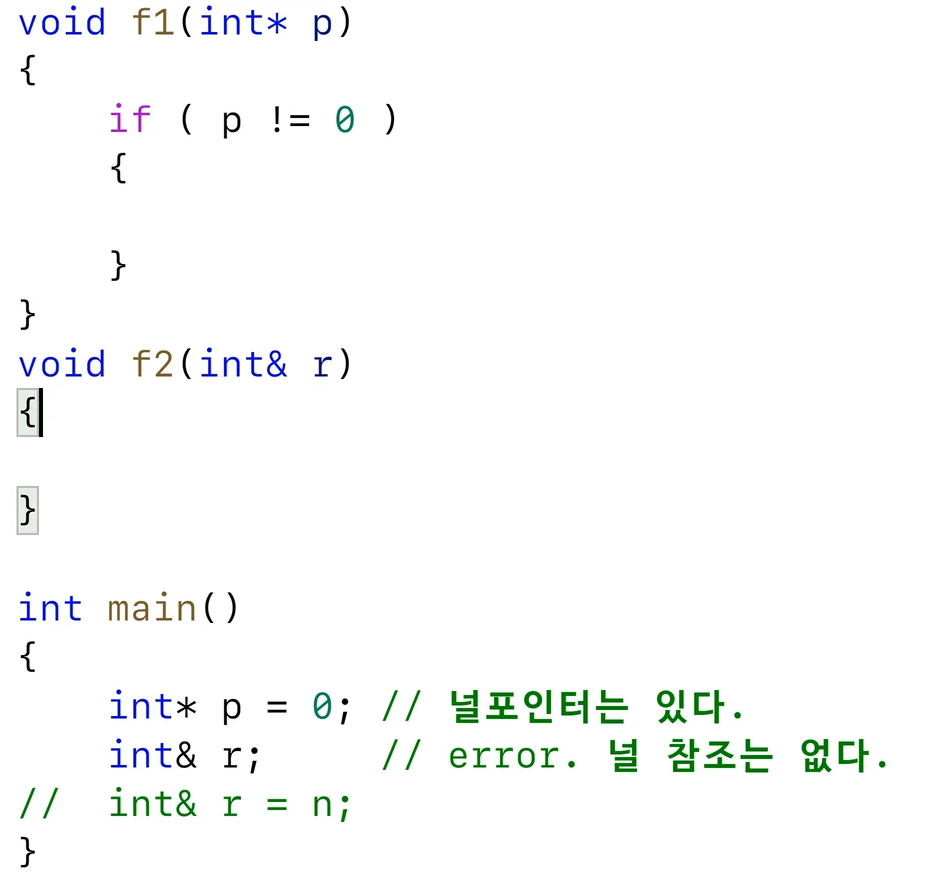 void f1(int* p)
{
    if ( p != 0 )
    {

    }
}
void f2(int& r)
{

}

int main()
{
    int* p = 0; // 널포인터는 있다.
    int& r;     // error. 널 참조는 없다.
//  int& r = n;
}